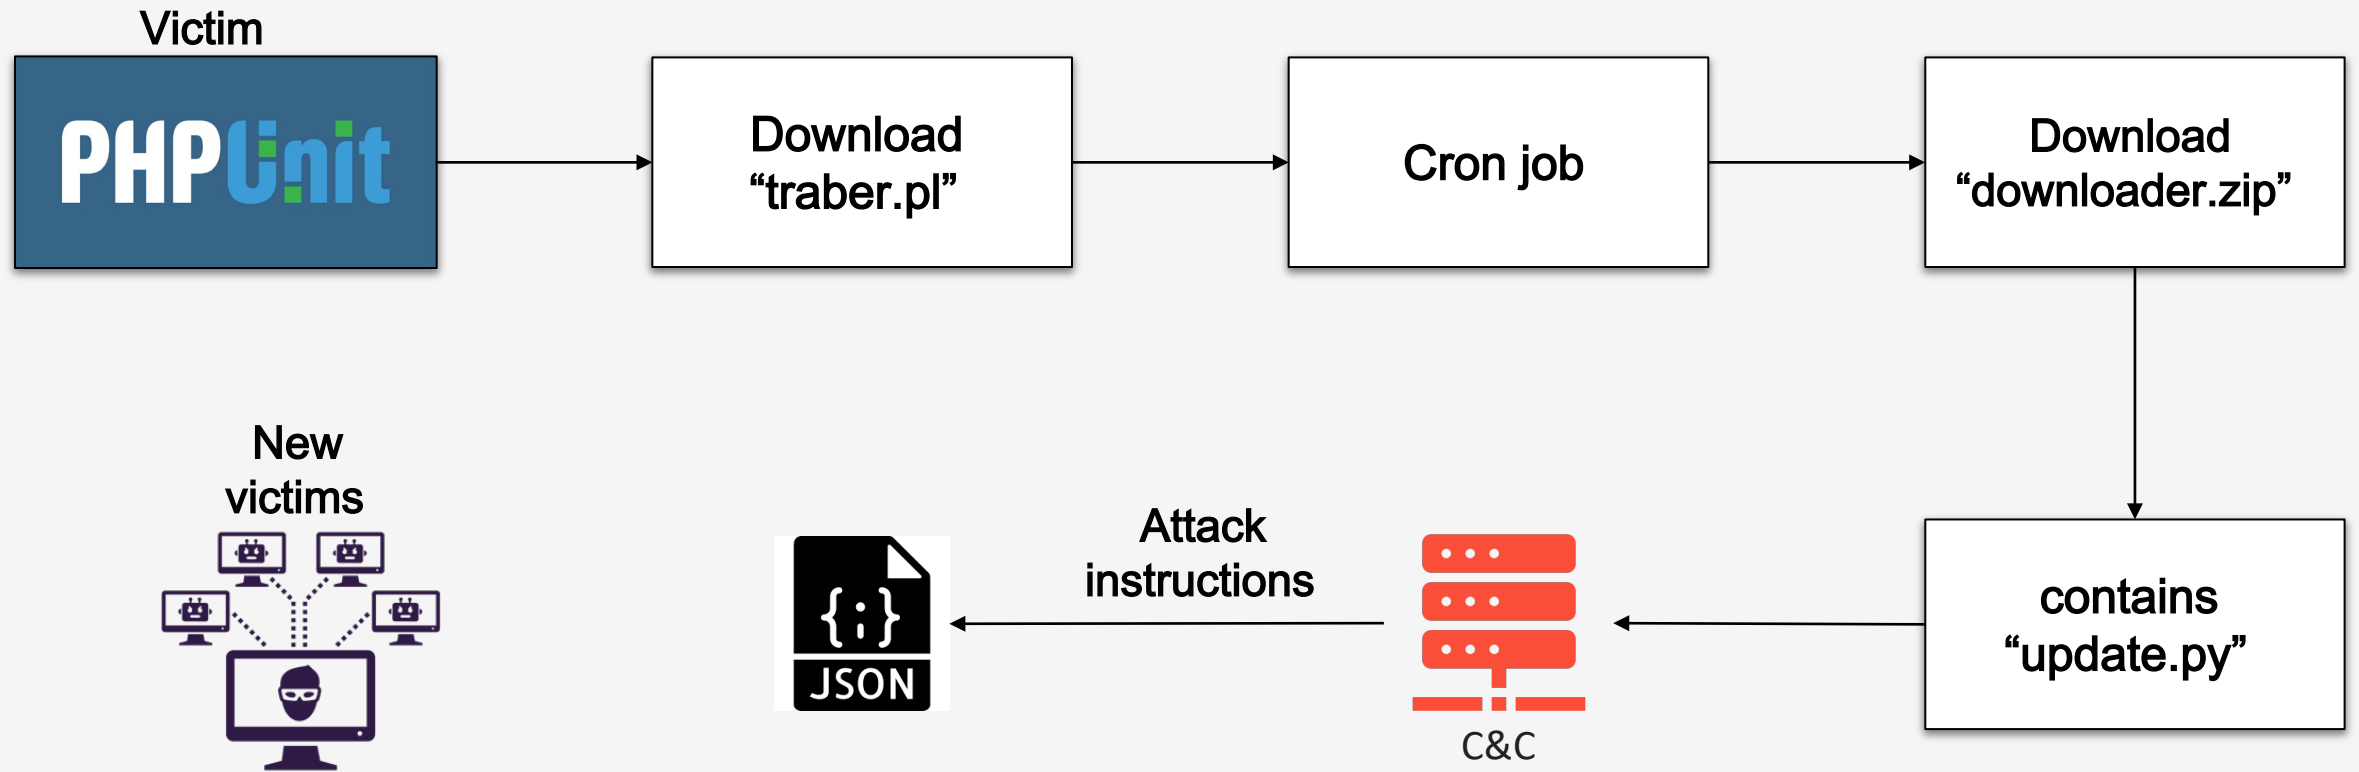 Victim
PHPUnit
Download
“traber.pl”
Cron job
Download
“downloader.zip”
New
victims
Attack
instructions
{;}
JSON
C&C
contains
“update.py”